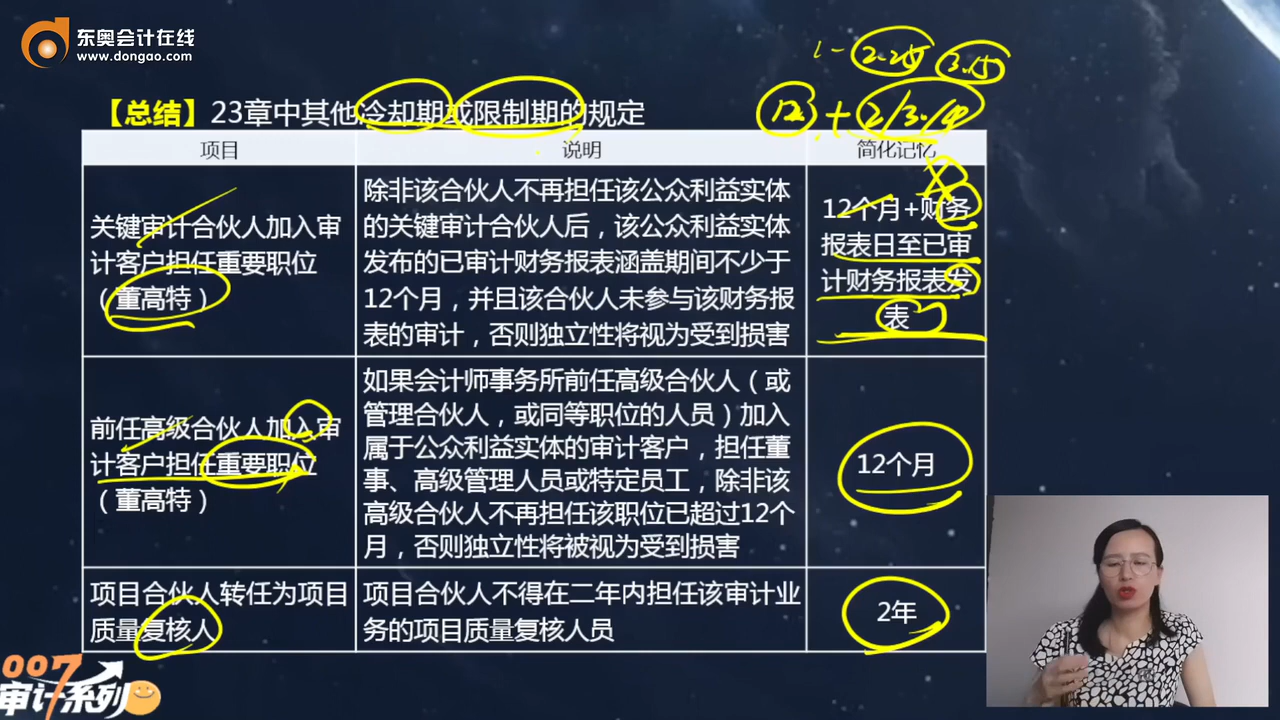 东奥会计在线
www.dongao.com
1-2.28 3.15
12 + 2/3/4
【总结】23章中其他冷却期或限制期的规定
项目 说明 简化记忆
关键审计合伙人加入审
计客户担任重要职位
（董高特）
除非该合伙人不再担任该公众利益实体
的关键审计合伙人后，该公众利益实体
发布的已审计财务报表涵盖期间不少于
12个月，并且该合伙人未参与该财务报
表的审计，否则独立性将视为受到损害
12个月+财务
报表日至已审
计财务报表发
表
前任高级合伙人加入审
计客户担任重要职位
（董高特）
如果会计师事务所前任高级合伙人（或
管理合伙人，或同等职位的人员）加入
属于公众利益实体的审计客户，担任董
事、高级管理人员或特定员工，除非该
高级合伙人不再担任该职位已超过12个
月，否则独立性将被视为受到损害
12个月
项目合伙人转任为项目
质量复核人
项目合伙人不得在二年内担任该审计业
务的项目质量复核人员
2年
007
审计系列